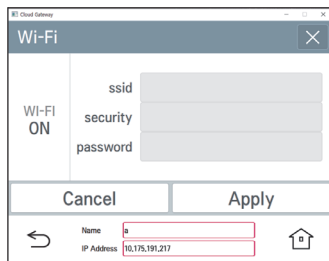 Cloud Gateway
Wi-Fi
ssid
WI-FI
ON
security
password
Cancel
Apply
Name a
IP Address 10,175,191,217